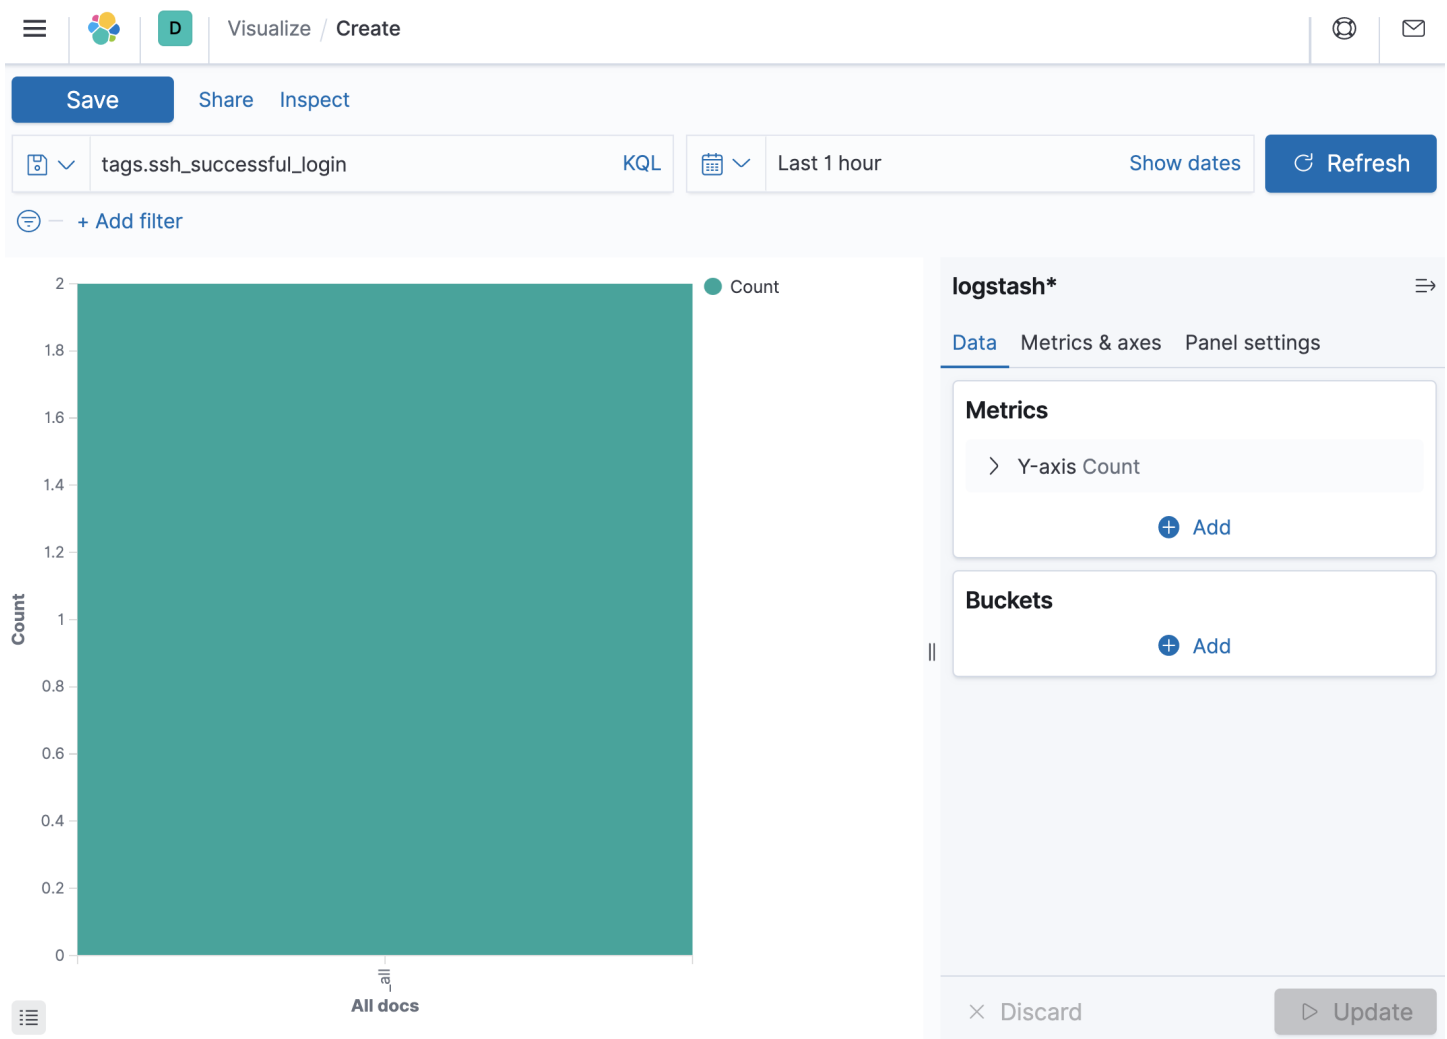 D Visualize / Create
Save Share Inspect
tags.ssh_successful_login KQL Last 1 hour Show dates Refresh
+ Add filter
2
1.8
1.6
1.4
1.2
1
0.8
0.6
0.4
0.2
0
Count
_all
All docs
Count
logstash*
Data Metrics & axes Panel settings
Metrics
Y-axis Count
Add
Buckets
Add
Discard Update